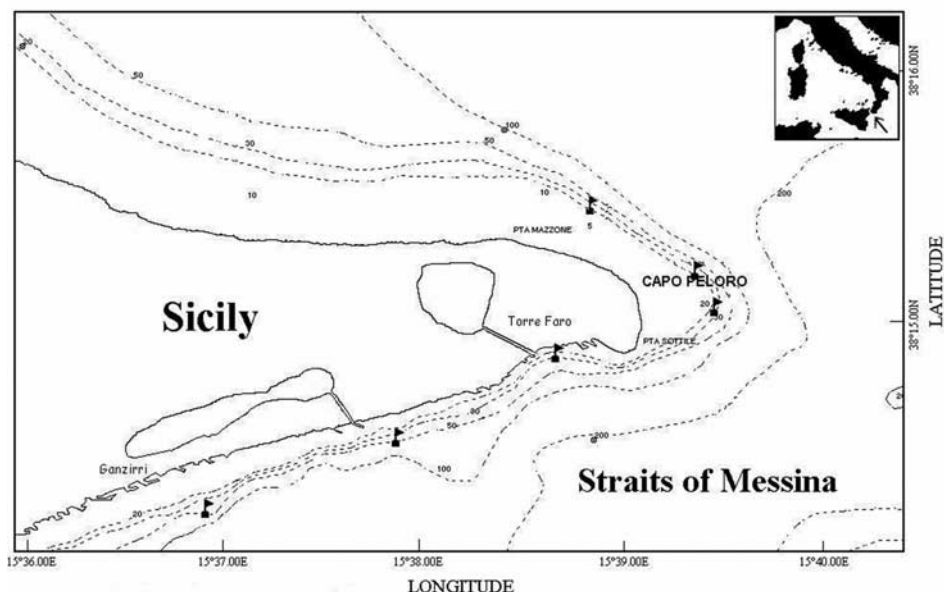 50
50
100
38°16.00N
30
50
200
10
10
5
PTA MAZZONE
CAPO PELORO
LATITUDE
Sicily
Torre Faro
20
30
38°15.00N
PTA SOTTILE
50
200
Ganzirri
100
Straits of Messina
20
15°36.00E
15°37.00E
15°38.00E
15°39.00E
15°40.00E
LONGITUDE